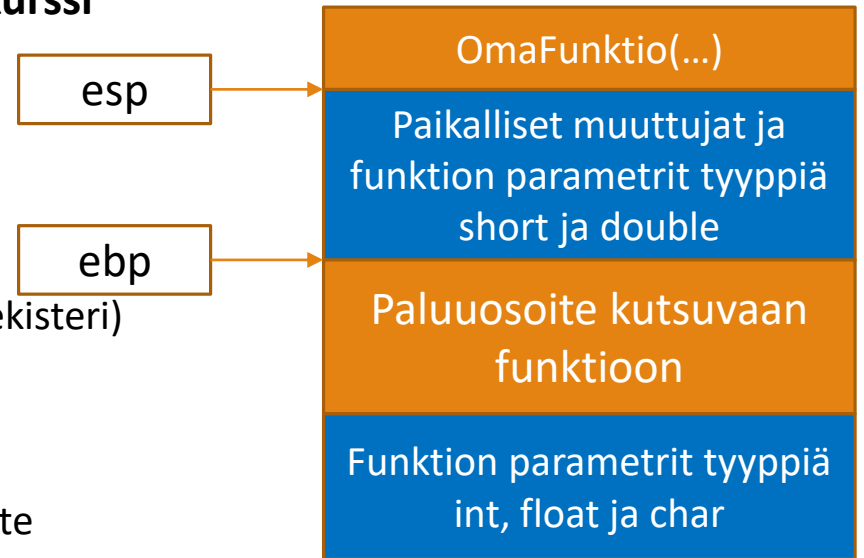 esp
ebp
ekisteri)
te
OmaFunktio(…)
Paikalliset muuttujat ja
funktion parametrit tyyppiä
short ja double
Paluuosoite kutsuvaan
funktioon
Funktion parametrit tyyppiä
int, float ja char